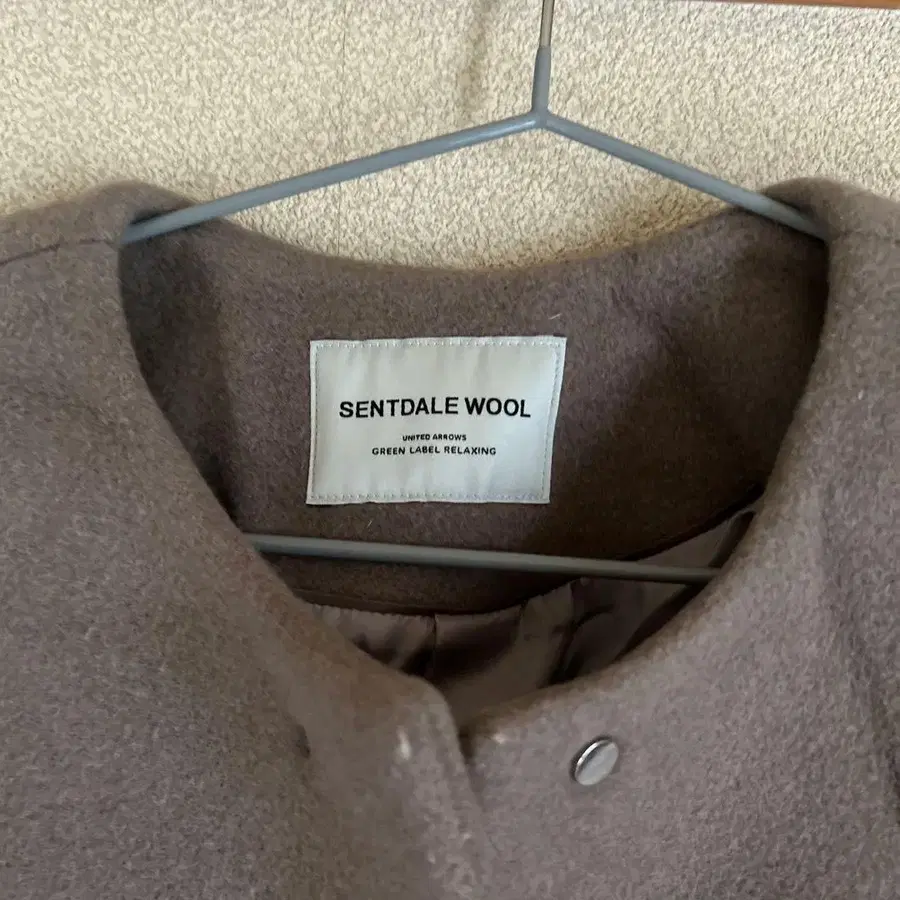 SENTDALE WOOL
UNITED ARROWS
GREEN LABEL RELAXING